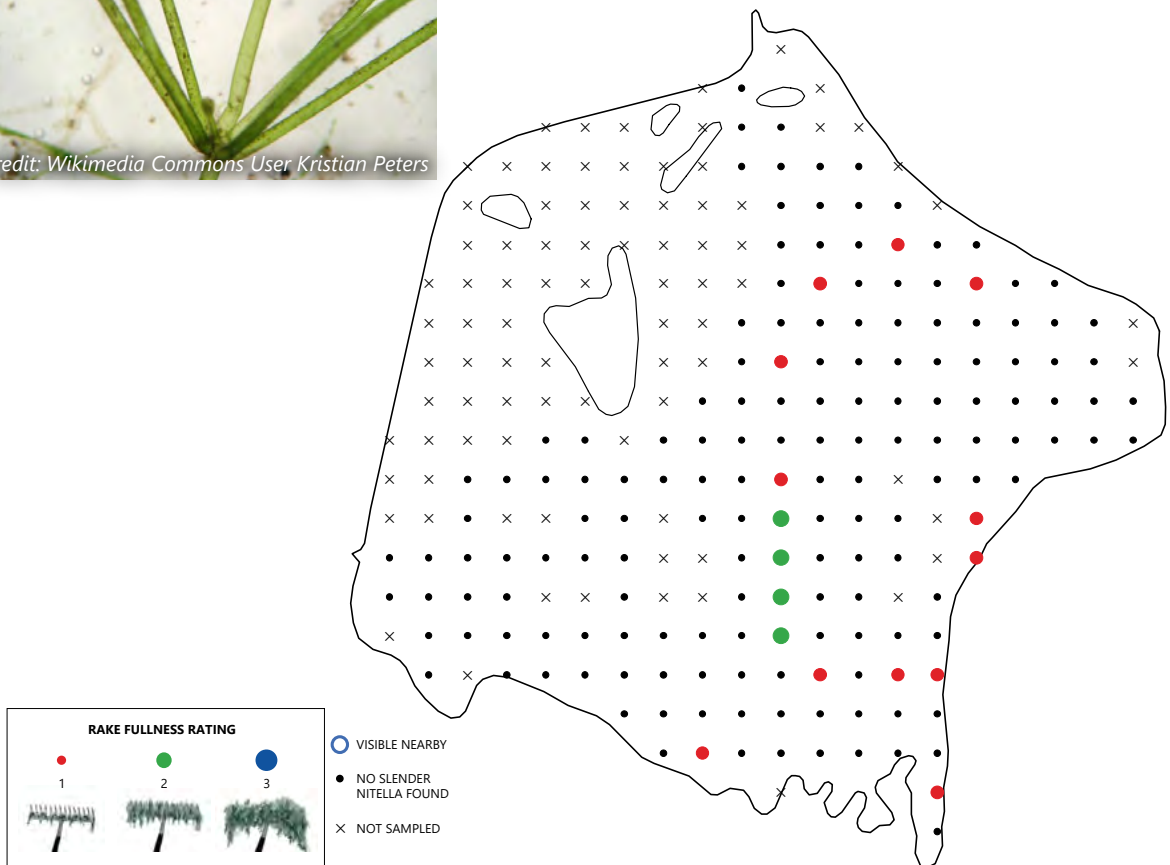 redit: Wikimedia Commons User Kristian Peters
RAKE FULLNESS RATING
1 2 3
VISIBLE NEARBY
NO SLENDER
NITELLA FOUND
NOT SAMPLED